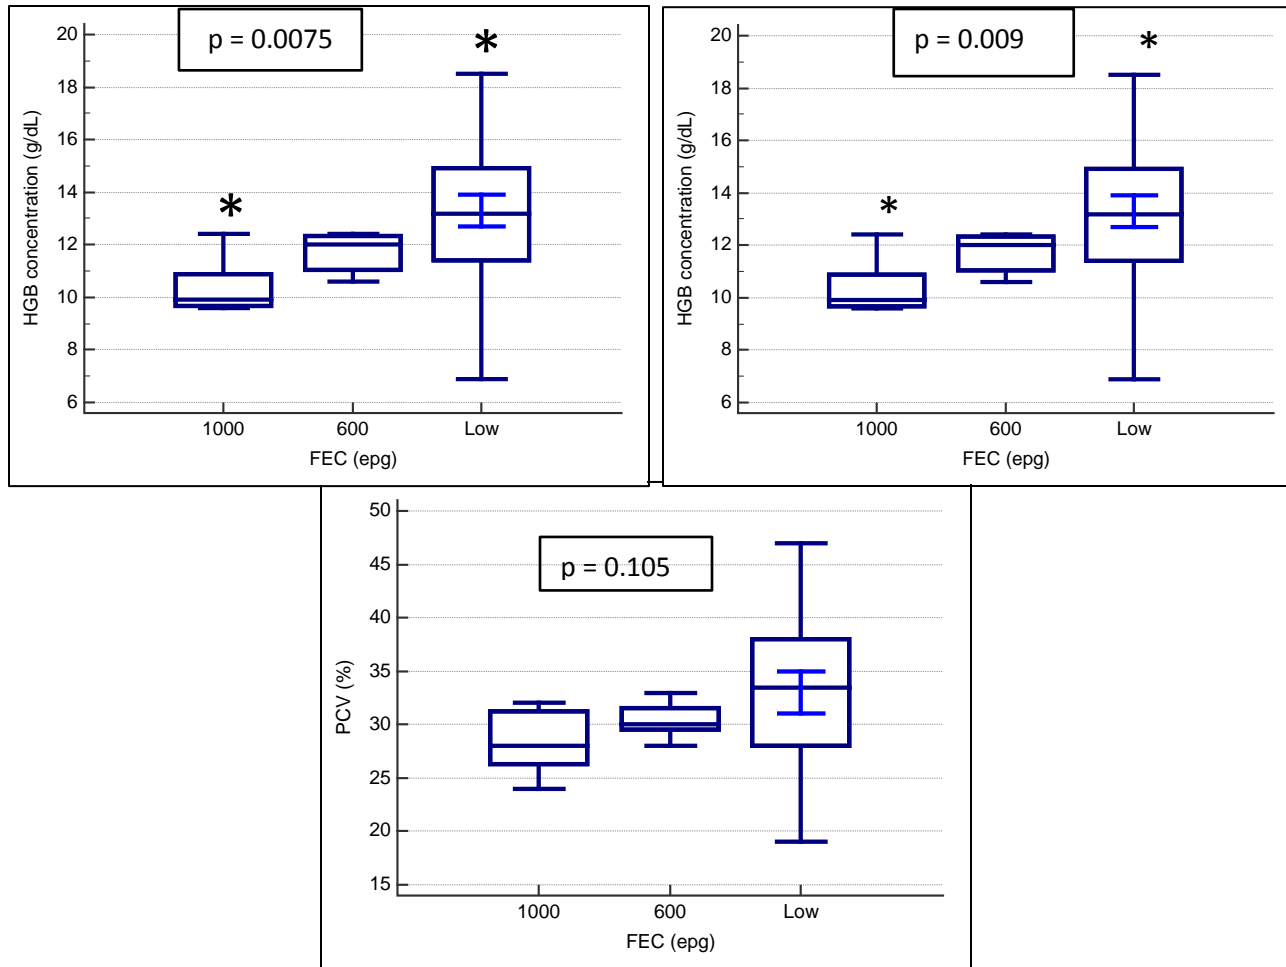 p = 0.0075
*
*
HGB concentration (g/dL)
20
18
16
14
12
10
8
6
1000 600 Low
FEC (epg)
p = 0.009
*
*
HGB concentration (g/dL)
20
18
16
14
12
10
8
6
1000 600 Low
FEC (epg)
p = 0.105
PCV (%)
50
45
40
35
30
25
20
15
1000 600 Low
FEC (epg)